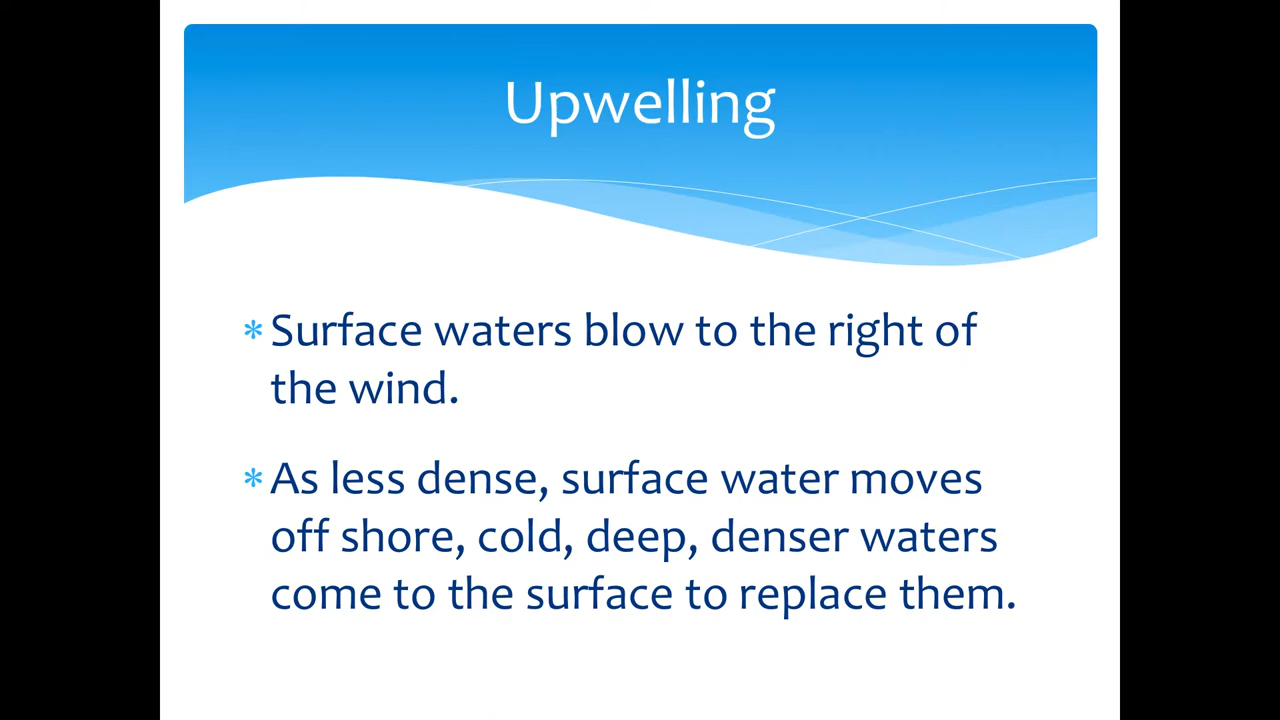 Upwelling
* Surface waters blow to the right of
the wind.
* As less dense, surface water moves
off shore, cold, deep, denser waters
come to the surface to replace them.